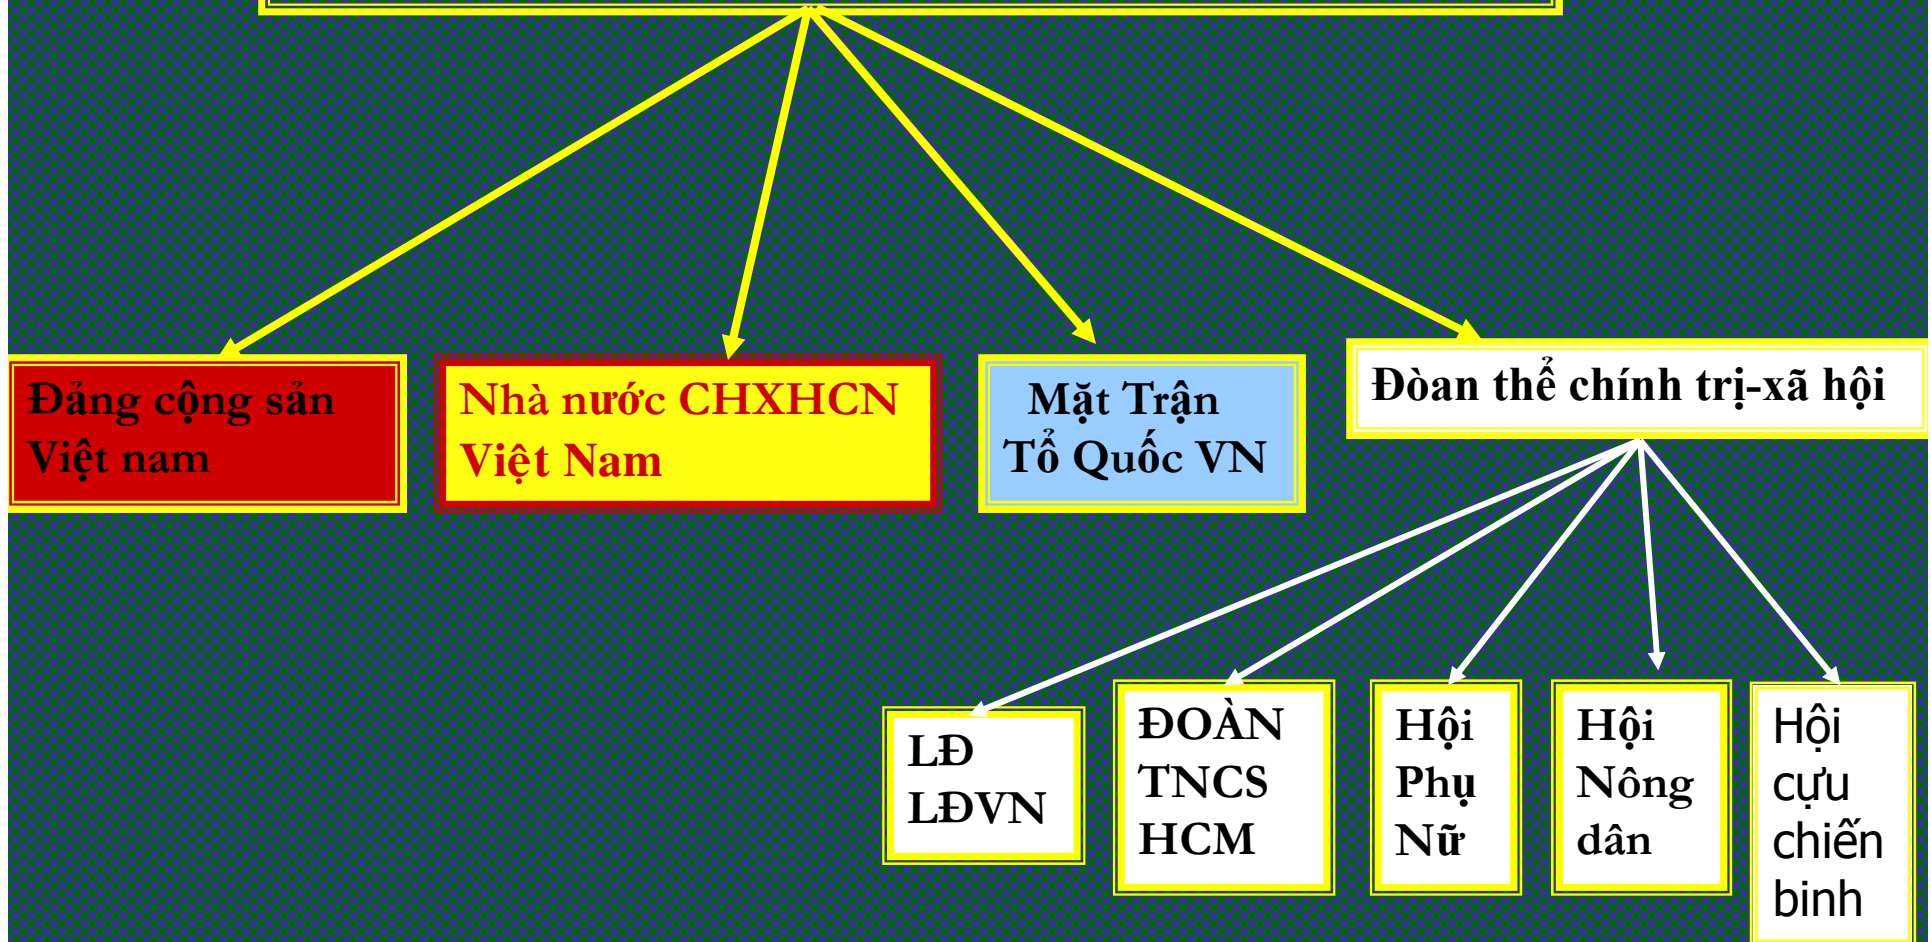 Đảng cộng sản
Việt nam
Nhà nước CHXHCN
Việt Nam
Mặt Trận
Tổ Quốc VN
Đòan thể chính trị-xã hội
LĐ
LĐVN
ĐOÀN
TNCS
HCM
Hội
Phụ
Nữ
Hội
Nông
dân
Hội
cựu
chiến
binh